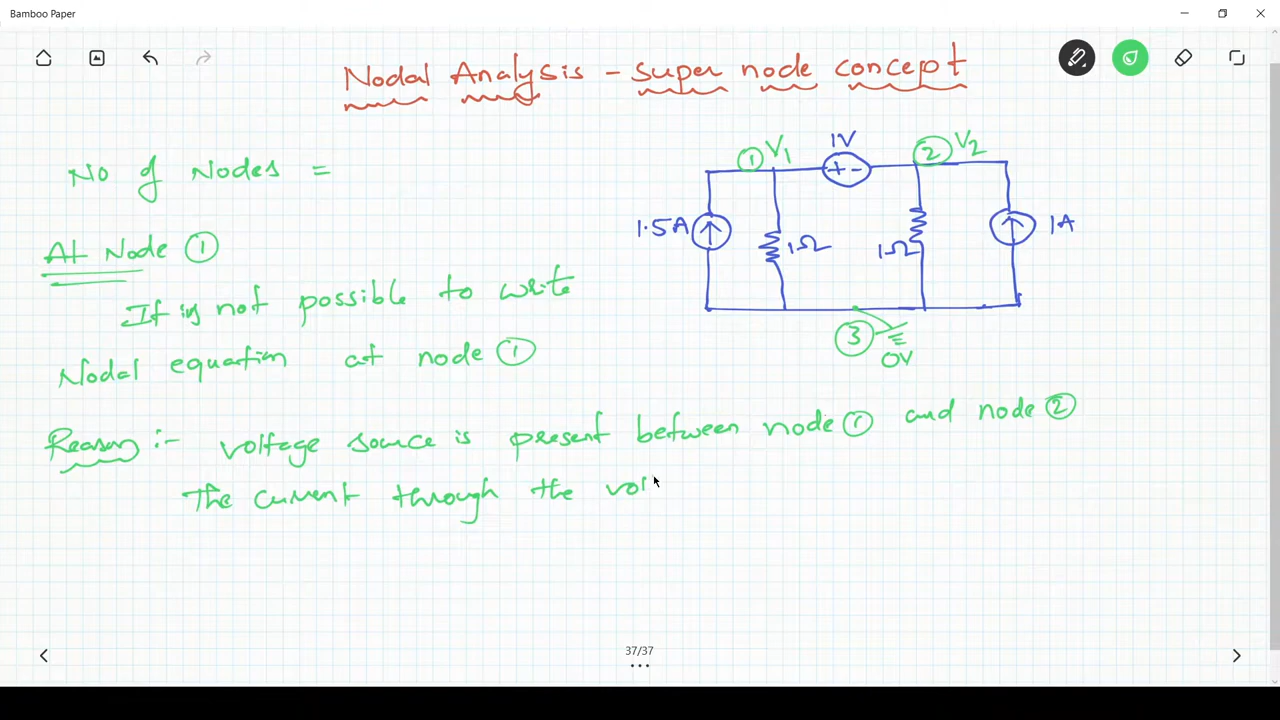 Bamboo Paper
Nodal Analysis - super node concept
No of Nodes =
① V1
1V
② V2
+ -
1.5A
1Ω
1Ω
1A
③
0V
At Node ①
It is not possible to write
Nodal equation at node ①
Reason :- voltage source is present between node ① and node ②
The current through the vol
37/37